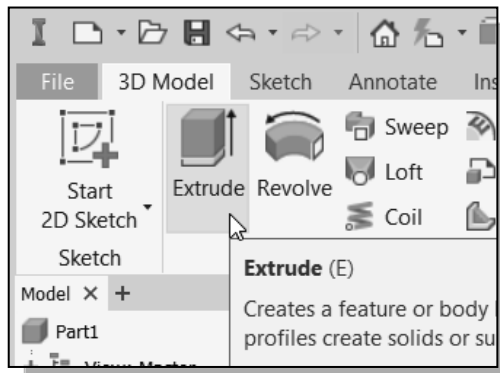 File 3D Model Sketch Annotate
Start
2D Sketch
Extrude
Revolve
Sweep
Loft
Coil
Sketch
Model × +
Part1
Extrude (E)
Creates a feature or body
profiles create solids or su